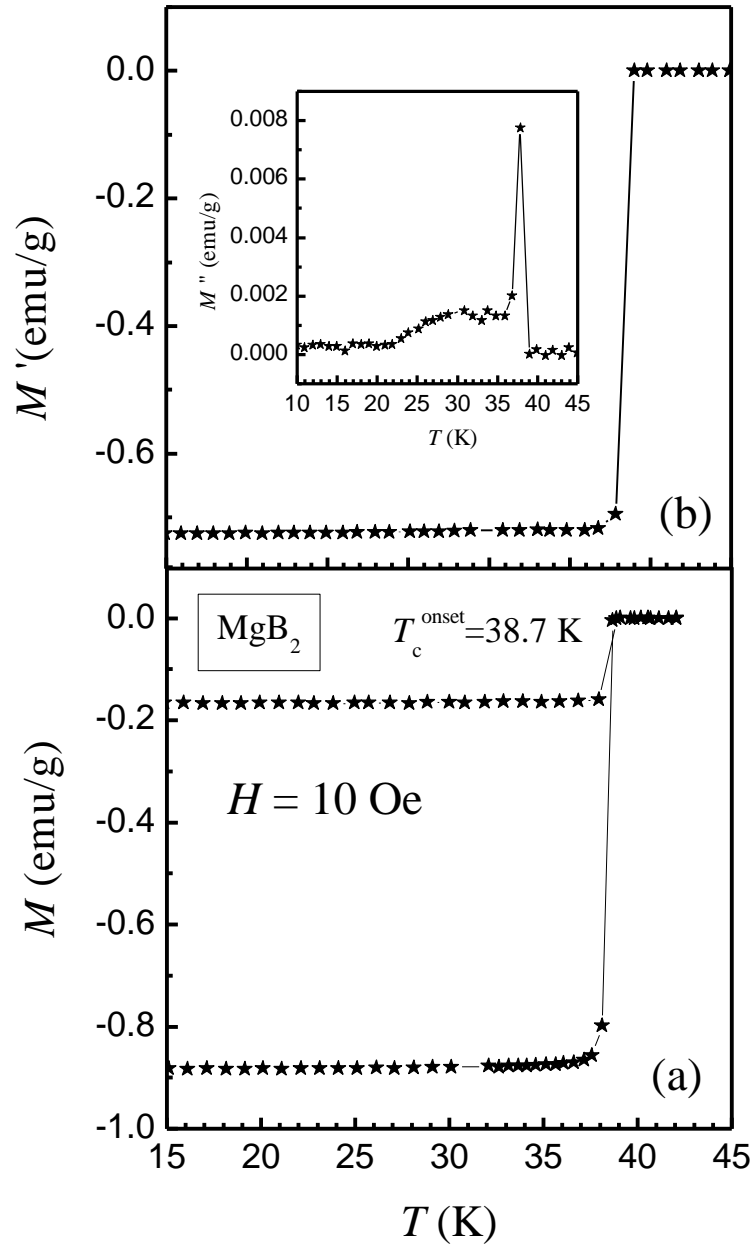 0.0
-0.2
-0.4
-0.6
M '(emu/g)
0.008
0.006
0.004
0.002
0.000
M " (emu/g)
10 15 20 25 30 35 40 45
T (K)
(b)
0.0
-0.2
-0.4
-0.6
-0.8
-1.0
M (emu/g)
MgB2
Tc onset=38.7 K
H = 10 Oe
(a)
15 20 25 30 35 40 45
T (K)